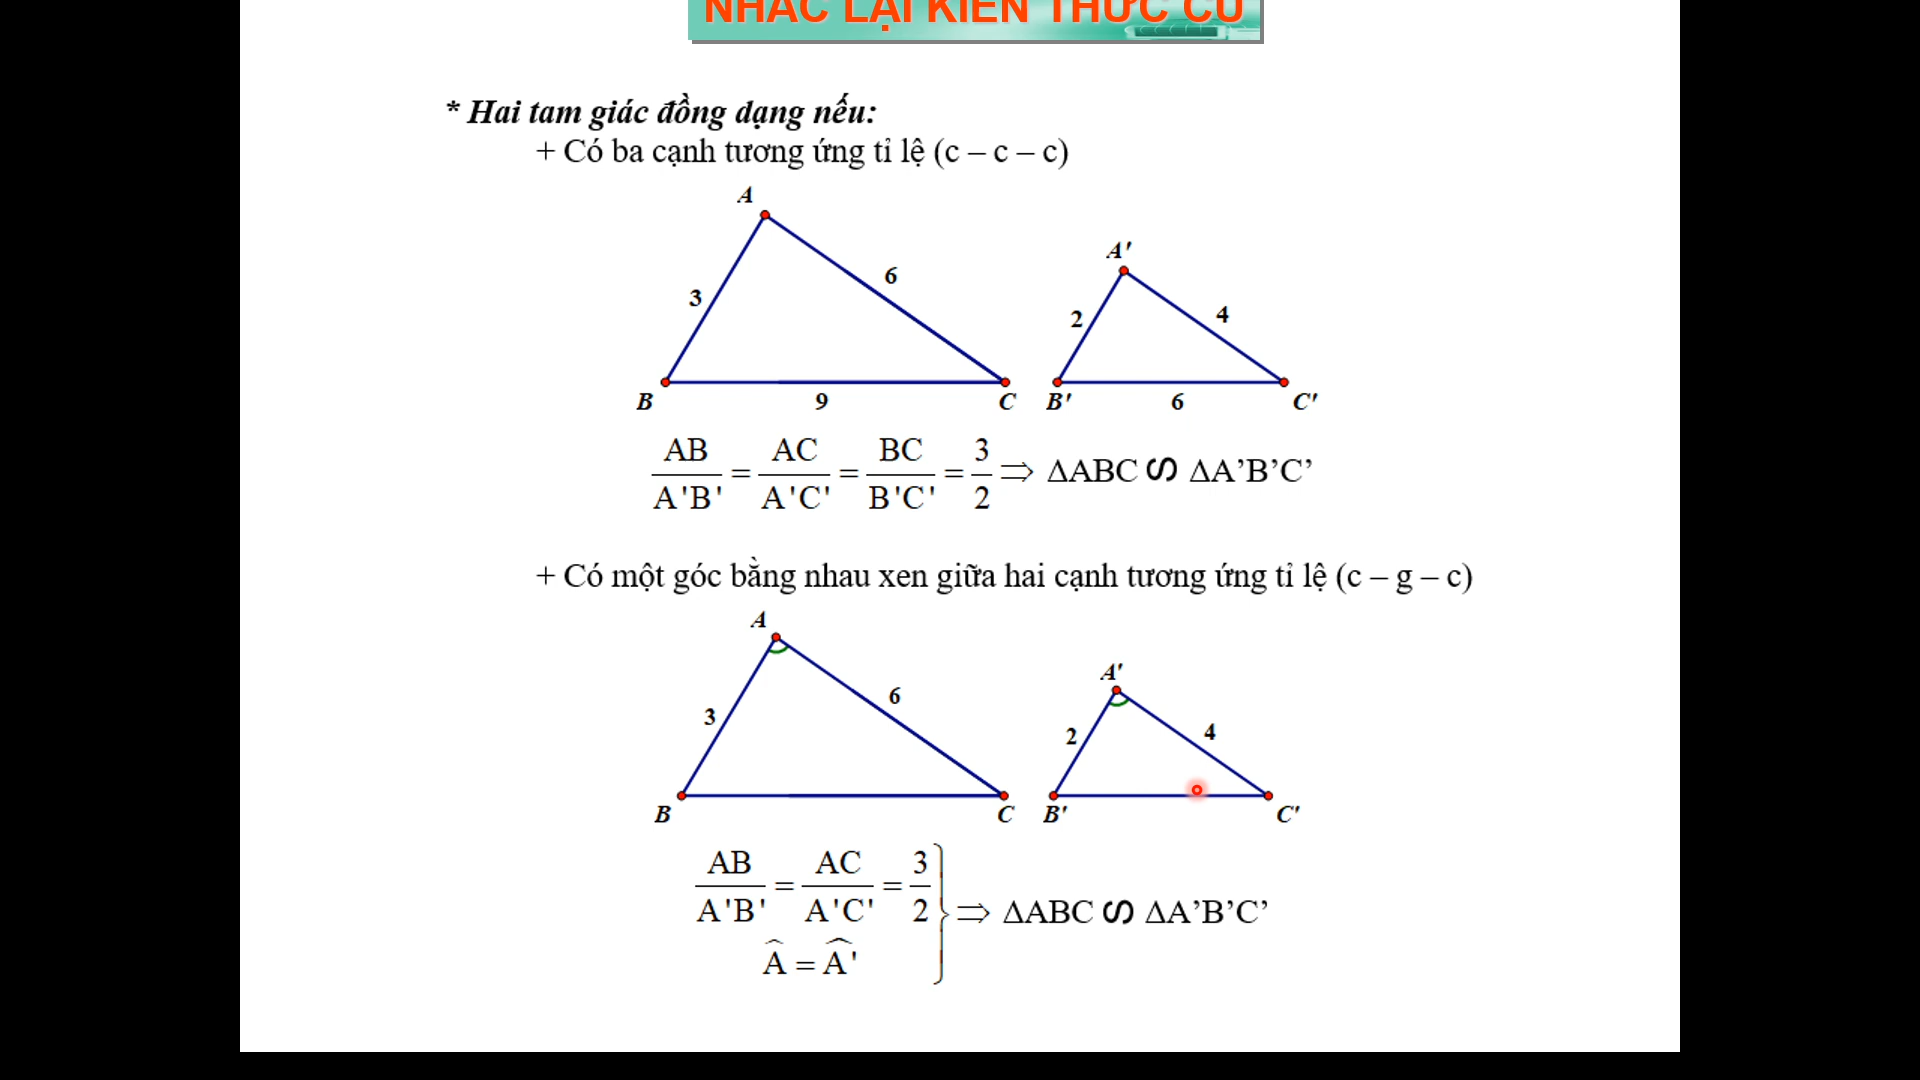 NHẮC LẠI KIẾN THỨC CŨ
* Hai tam giác đồng dạng nếu:
+ Có ba cạnh tương ứng tỉ lệ (c – c – c)
A
A'
6
3
4
2
B
9
C
B'
6
C'
AB/A'B' = AC/A'C' = BC/B'C' = 3/2 ⇒ ΔABC ∽ ΔA’B’C’
+ Có một góc bằng nhau xen giữa hai cạnh tương ứng tỉ lệ (c – g – c)
A
A'
6
3
4
2
B
C
B'
C'
AB/A'B' = AC/A'C' = 3/2
Â = Â' } ⇒ ΔABC ∽ ΔA’B’C’